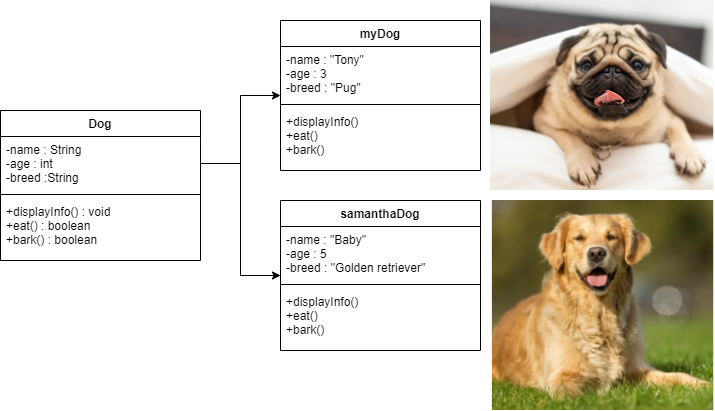 Dog
-name : String
-age : int
-breed :String
+displayInfo() : void
+eat() : boolean
+bark() : boolean
myDog
-name : "Tony"
-age : 3
-breed : "Pug"
+displayInfo()
+eat()
+bark()
samanthaDog
-name : "Baby"
-age : 5
-breed : "Golden retriever"
+displayInfo()
+eat()
+bark()